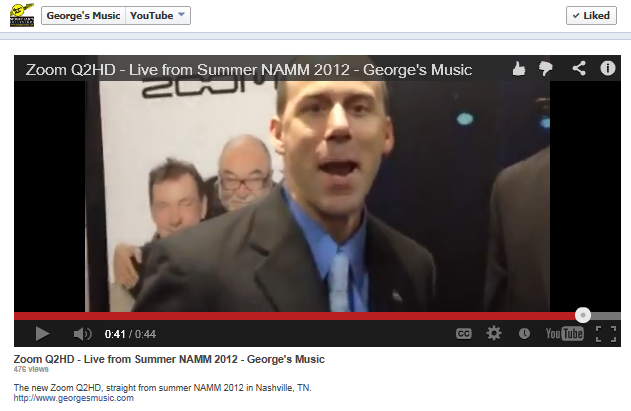 George's Music YouTube
Liked
Zoom Q2HD - Live from Summer NAMM 2012 - George's Music
ZOOM
0:41 / 0:44
CC
YouTube
Zoom Q2HD - Live from Summer NAMM 2012 - George's Music
476 views
The new Zoom Q2HD, straight from summer NAMM 2012 in Nashville, TN.
http://www.georgesmusic.com